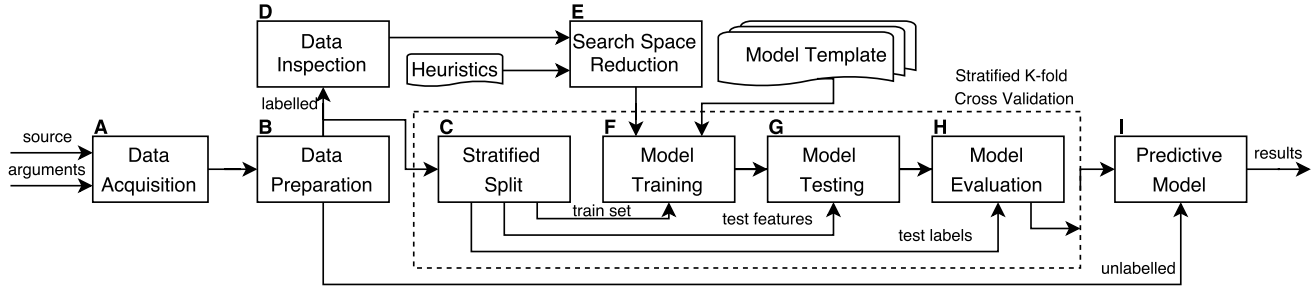 D
Data
Inspection
E
Search Space
Reduction
Heuristics
Model Template
Stratified K-fold
Cross Validation
labelled
source
arguments
A
Data
Acquisition
B
Data
Preparation
C
Stratified
Split
F
Model
Training
G
Model
Testing
H
Model
Evaluation
I
Predictive
Model
results
train set
test features
test labels
unlabelled